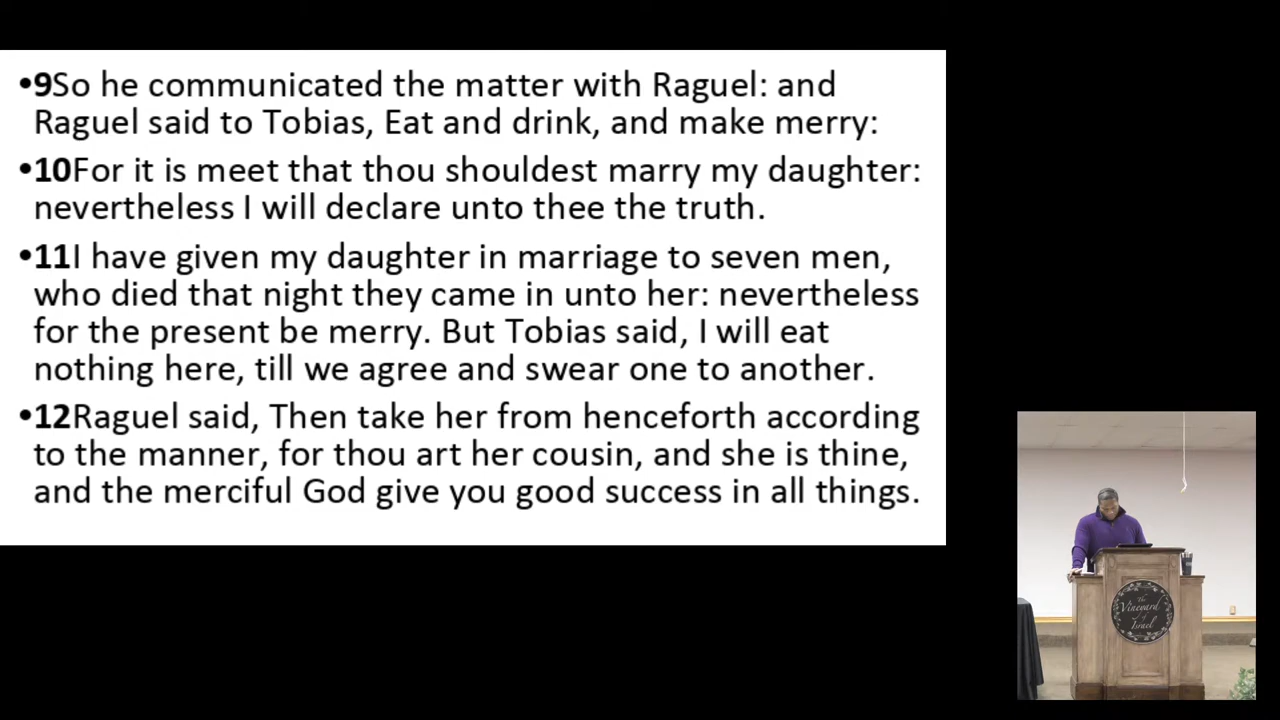 •9So he communicated the matter with Raguel: and
Raguel said to Tobias, Eat and drink, and make merry:
•10For it is meet that thou shouldest marry my daughter:
nevertheless I will declare unto thee the truth.
•11I have given my daughter in marriage to seven men,
who died that night they came in unto her: nevertheless
for the present be merry. But Tobias said, I will eat
nothing here, till we agree and swear one to another.
•12Raguel said, Then take her from henceforth according
to the manner, for thou art her cousin, and she is thine,
and the merciful God give you good success in all things.
The
Vineyard
of
Israel